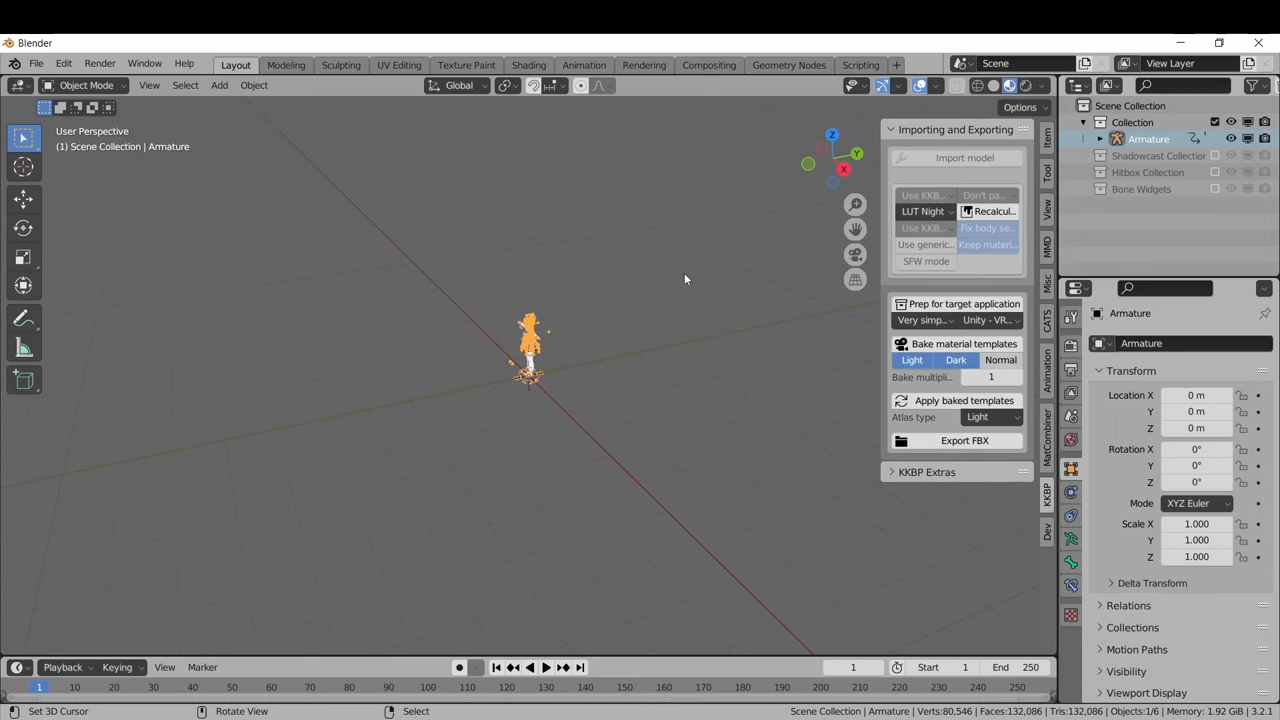 Blender
File Edit Render Window Help Layout Modeling Sculpting UV Editing Texture Paint Shading Animation Rendering Compositing Geometry Nodes Scripting + Scene View Layer
Object Mode View Select Add Object Global
Options
User Perspective
(1) Scene Collection | Armature
Z
Y
X
Importing and Exporting
Import model
Use KKB... Don't pa...
LUT Night Recalcul...
Use KKB... Fix body se...
Use generic... Keep materi...
SFW mode
Prep for target application
Very simp... Unity - VR...
Bake material templates
Light Dark Normal
Bake multipli... 1
Apply baked templates
Atlas type Light
Export FBX
KKBP Extras
Item
Tool
View
MMD
Misc
CATS
Animation
MatCombiner
KKBP
Dev
Scene Collection
Collection
Armature
Shadowcast Collection
Hitbox Collection
Bone Widgets
Armature
Armature
Transform
Location X 0 m
Y 0 m
Z 0 m
Rotation X 0°
Y 0°
Z 0°
Mode XYZ Euler
Scale X 1.000
Y 1.000
Z 1.000
Delta Transform
Relations
Collections
Motion Paths
Visibility
Viewport Display
Playback Keying View Marker 1 Start 1 End 250
1 10 20 30 40 50 60 70 80 90 100 110 120 130 140 150 160 170 180 190 200 210 220 230 240 250
Set 3D Cursor Rotate View Select Scene Collection | Armature | Verts:80,546 | Faces:132,086 | Tris:132,086 | Objects:1/6 | Memory: 1.92 GiB | 3.2.1